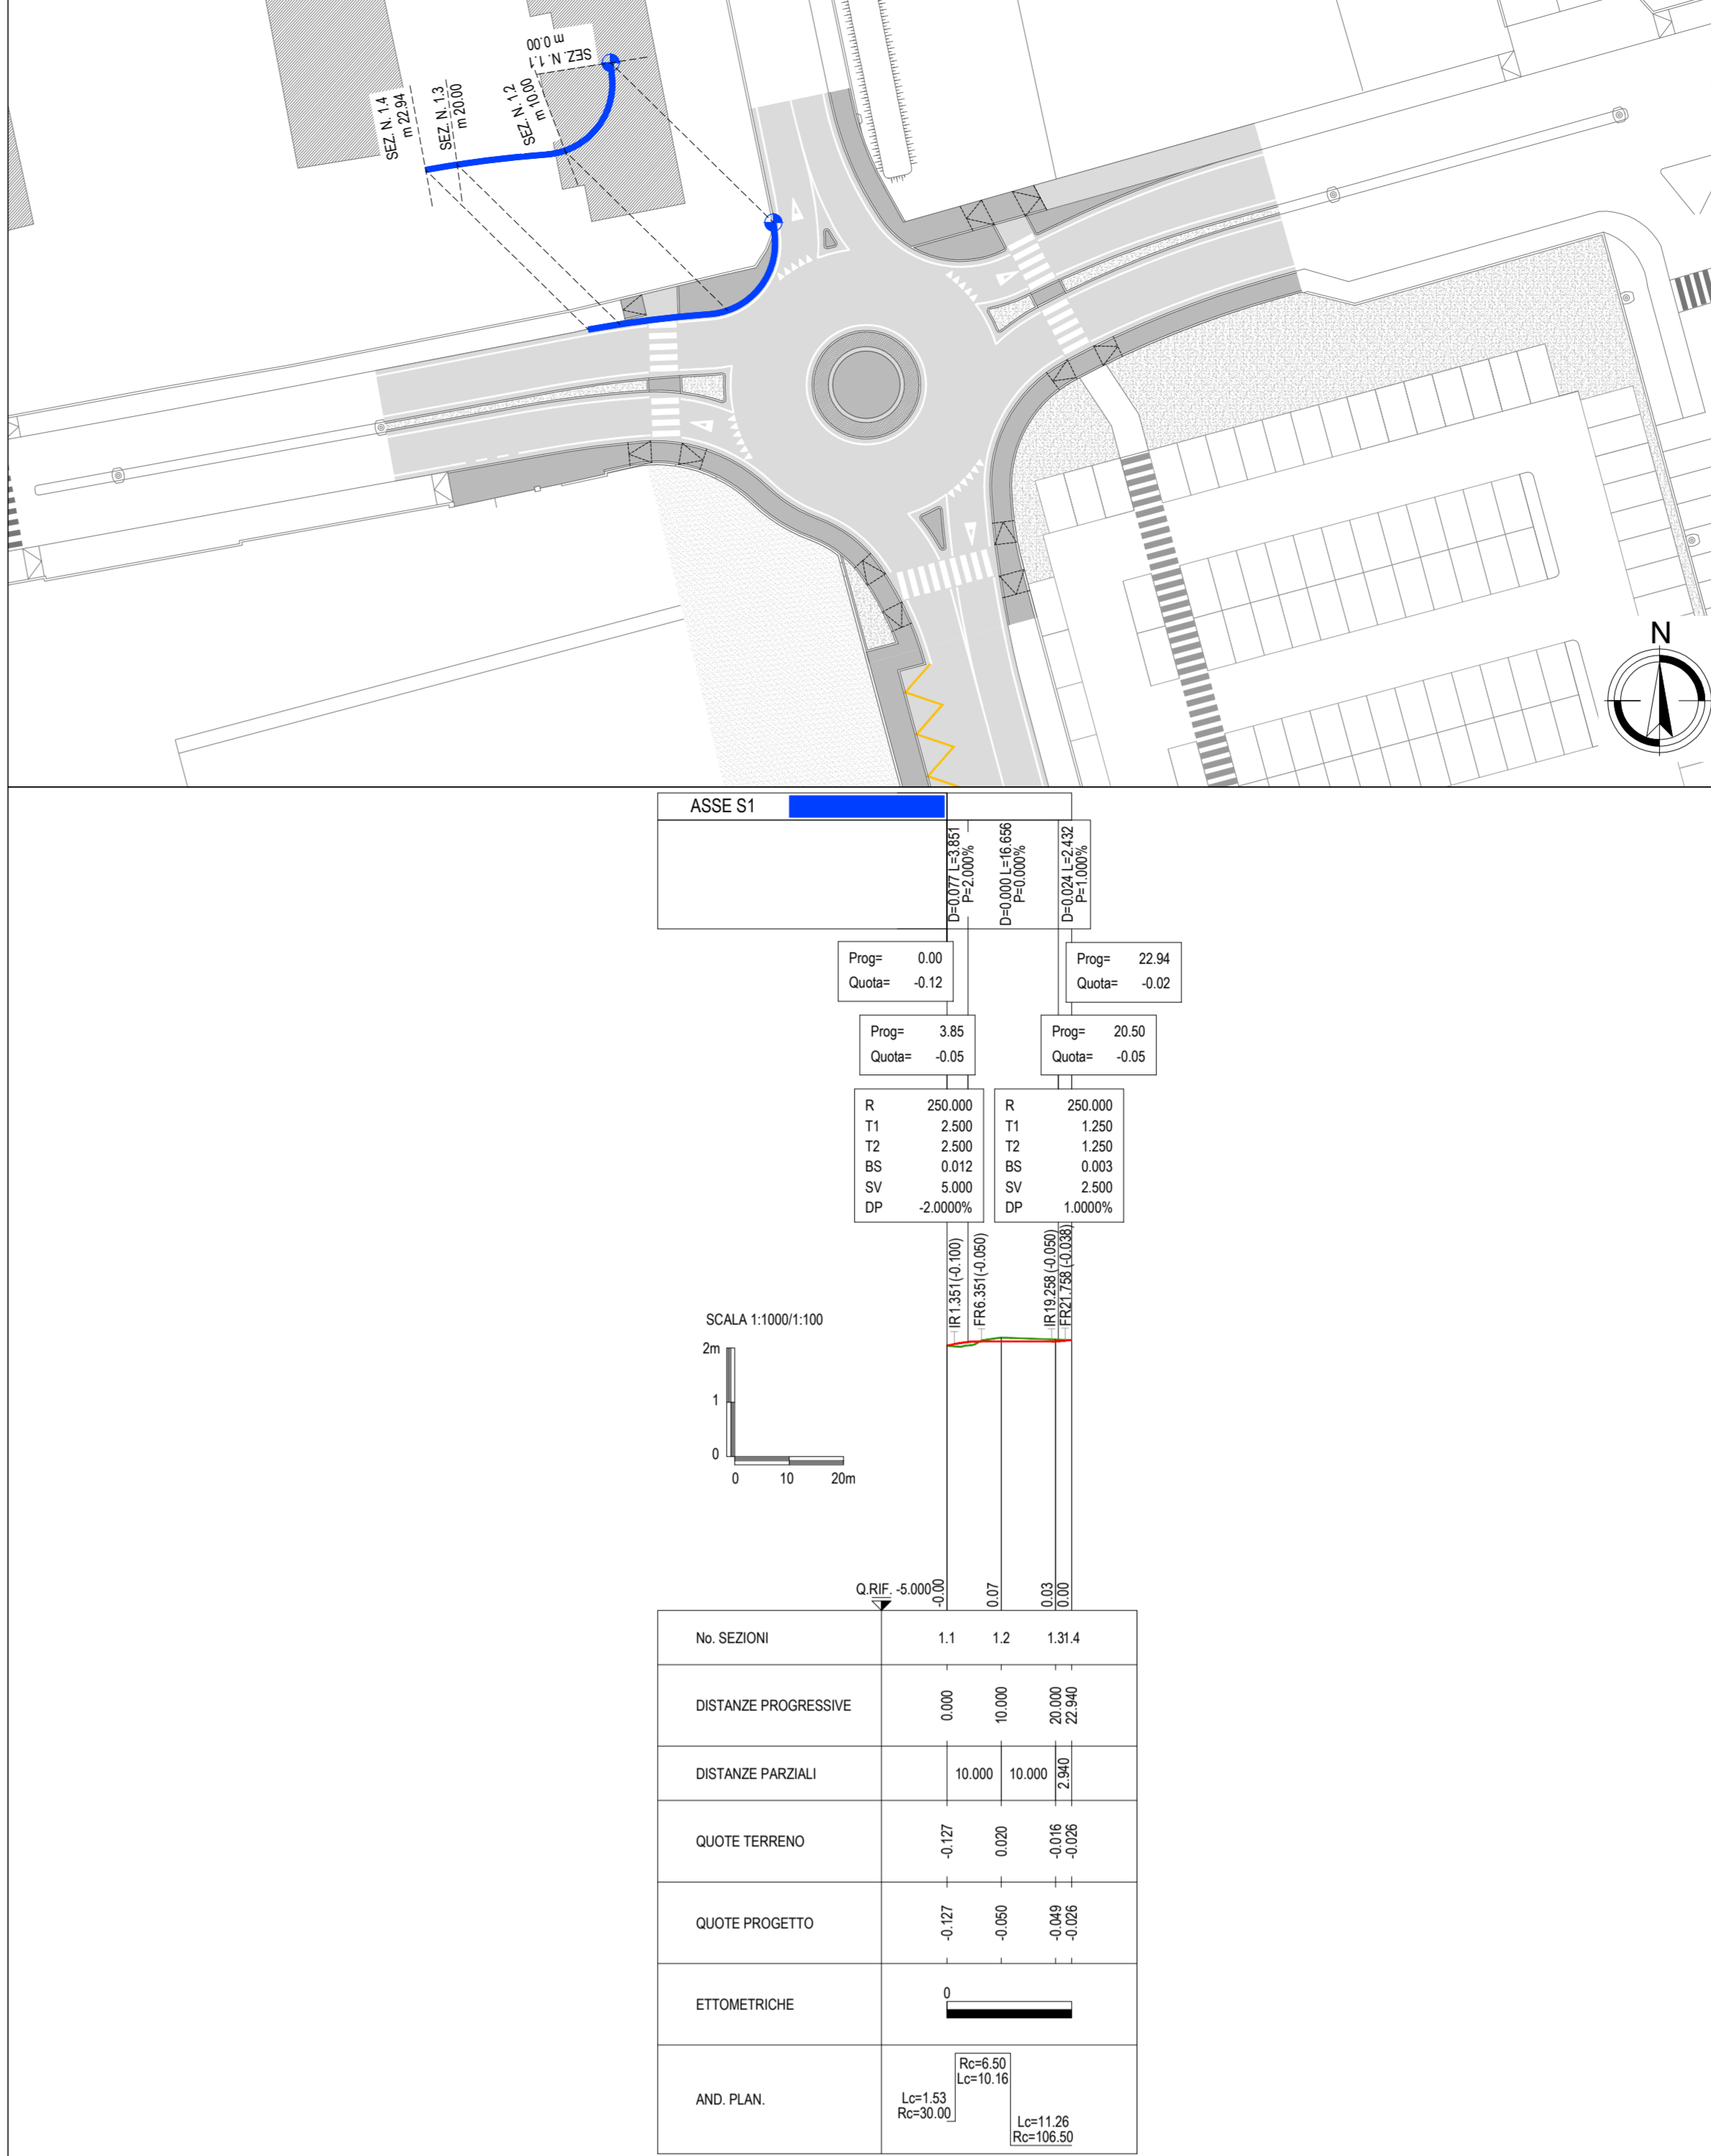 SEZ. N. 1.4
m 22.94
SEZ. N. 1.3
m 20.00
SEZ. N. 1.2
m 10.00
SEZ. N. 1.1
m 0.00
N
ASSE S1
D=0.077 L=3.851
P=2.000%
D=0.000 L=16.656
P=0.000%
D=0.024 L=2.432
P=1.000%
Prog= 0.00
Quota= -0.12
Prog= 22.94
Quota= -0.02
Prog= 3.85
Quota= -0.05
Prog= 20.50
Quota= -0.05
R 250.000
T1 2.500
T2 2.500
BS 0.012
SV 5.000
DP -2.0000%
R 250.000
T1 1.250
T2 1.250
BS 0.003
SV 2.500
DP 1.0000%
IR1.351(-0.100)
FR6.351(-0.050)
IR19.258 (-0.050)
FR21.758 (-0.038)
SCALA 1:1000/1:100
2m
1
0
0 10 20m
Q.RIF. -5.000
-0.00 0.07 0.03 0.00
No. SEZIONI 1.1 1.2 1.3 1.4
DISTANZE PROGRESSIVE 0.000 10.000 20.000 22.940
DISTANZE PARZIALI 10.000 10.000 2.940
QUOTE TERRENO -0.127 0.020 -0.016 -0.026
QUOTE PROGETTO -0.127 -0.050 -0.049 -0.026
ETTOMETRICHE 0
AND. PLAN.
Lc=1.53
Rc=30.00
Rc=6.50
Lc=10.16
Lc=11.26
Rc=106.50